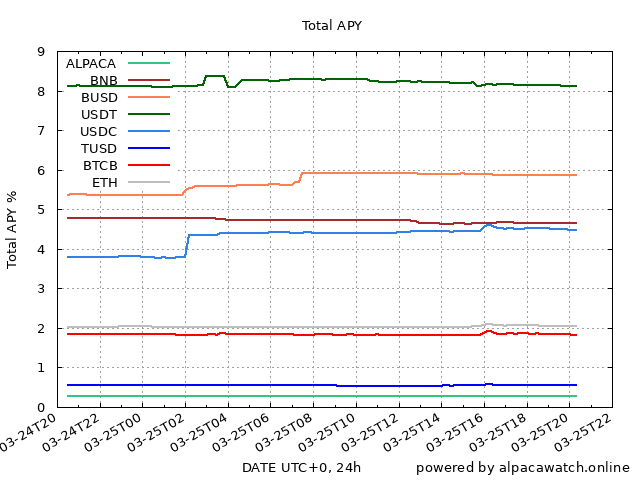 Total APY
9
8
7
6
5
4
3
2
1
0
Total APY %
ALPACA
BNB
BUSD
USDT
USDC
TUSD
BTCB
ETH
03-24T20
03-24T22
03-25T00
03-25T02
03-25T04
03-25T06
03-25T08
03-25T10
03-25T12
03-25T14
03-25T16
03-25T18
03-25T20
03-25T22
DATE UTC+0, 24h
powered by alpacawatch.online